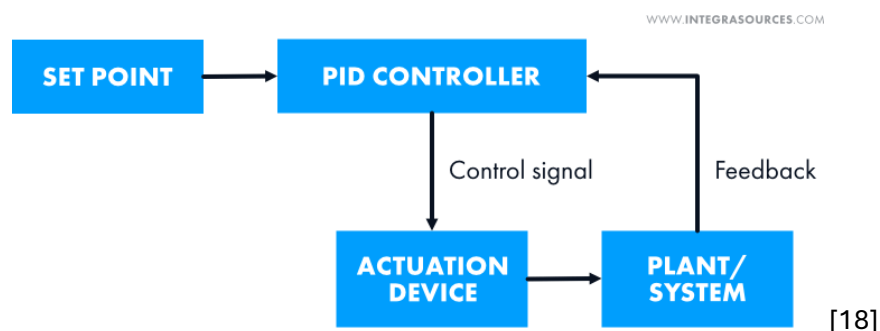 WWW.INTEGRASOURCES.COM
SET POINT
PID CONTROLLER
Control signal
Feedback
ACTUATION
DEVICE
PLANT/
SYSTEM
[18]